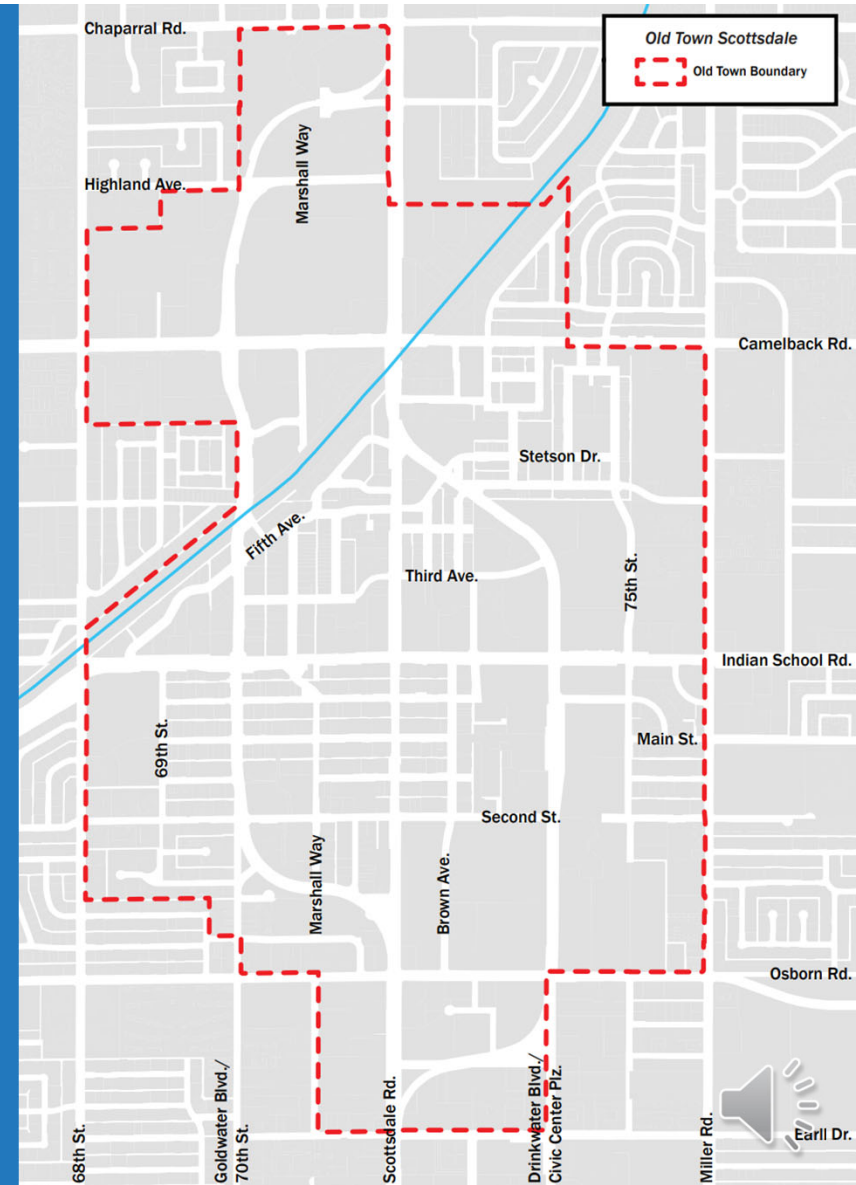 Chaparral Rd.
Old Town Scottsdale
Old Town Boundary
Marshall Way
Highland Ave.
Camelback Rd.
Stetson Dr.
Fifth Ave.
Third Ave.
75th St.
Indian School Rd.
69th St.
Main St.
Second St.
Marshall Way
Brown Ave.
Osborn Rd.
68th St.
Goldwater Blvd./
70th St.
Scottsdale Rd.
Drinkwater Blvd./
Civic Center Plz.
Miller Rd.
Earll Dr.